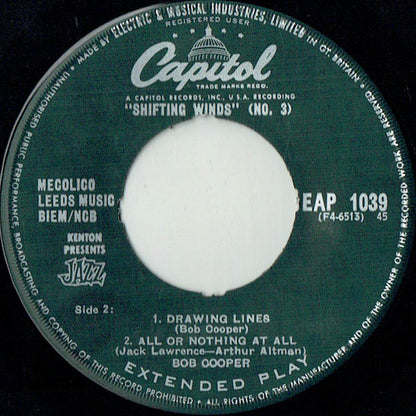 MADE BY ELECTRIC & MUSICAL INDUSTRIES, LIMITED IN GT. BRITAIN
REGISTERED USER
Capitol
TRADE MARKS REGD.
A CAPITOL RECORDS, INC., U.S.A. RECORDING
"SHIFTING WINDS" (NO. 3)
MECOLICO
LEEDS MUSIC
BIEM/NCB
EAP 1039
(F4-6513) 45
KENTON
PRESENTS
JAZZ
Side 2:
1. DRAWING LINES
(Bob Cooper)
2. ALL OR NOTHING AT ALL
(Jack Lawrence—Arthur Altman)
BOB COOPER
EXTENDED PLAY
ALL RIGHTS OF THE MANUFACTURER AND OF THE OWNER OF THE RECORDED WORK ARE RESERVED
UNAUTHORISED PUBLIC PERFORMANCE, BROADCASTING AND COPYING OF THIS RECORD PROHIBITED